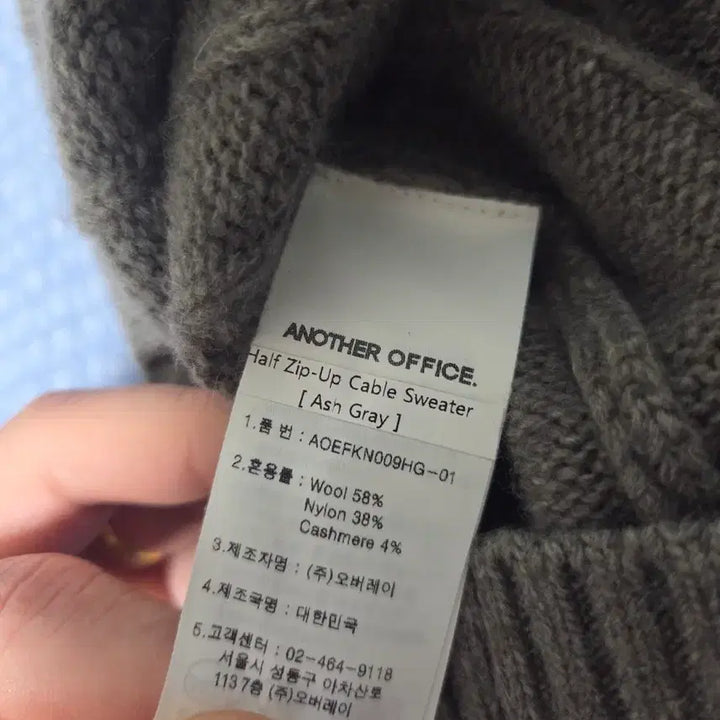 ANOTHER OFFICE.
Half Zip-Up Cable Sweater
[ Ash Gray ]
1.품 번 : AOEFKN009HG-01
2.혼용률 : Wool 58%
Nylon 38%
Cashmere 4%
3.제조자명 : (주)오버레이
4.제조국명 : 대한민국
5.고객센터 : 02-464-9118
서울시 성동구 아차산로
113 7층 (주)오버레이